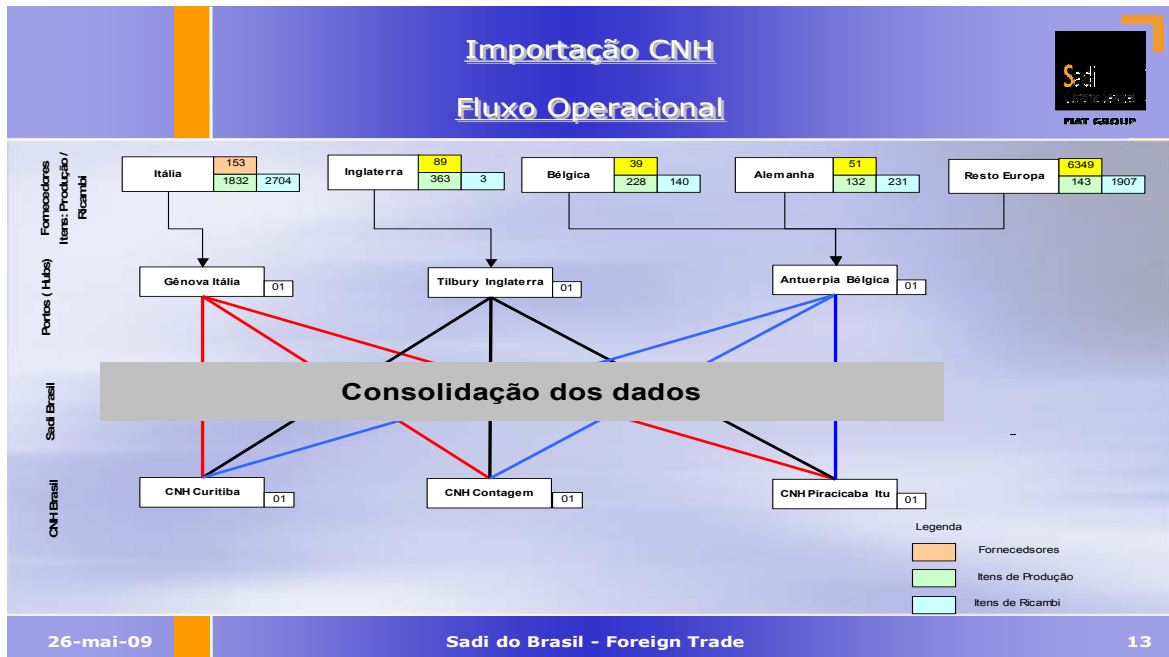 Importação CNH
Fluxo Operacional
Sadi
FIAT GROUP
Fornecedores
Itens: Produção /
Ricambi
Itália
153
1832 2704
Inglaterra
89
363 3
Bélgica
39
228 140
Alemanha
51
132 231
Resto Europa
6349
143 1907
Portos ( Hubs)
Gênova Itália 01
Tilbury Inglaterra 01
Antuerpia Bélgica 01
Sadi Brasil
Consolidação dos dados
CNH Brasil
CNH Curitiba 01
CNH Contagem 01
CNH Piracicaba Itu 01
Legenda
Fornecedsores
Itens de Produção
Itens de Ricambi
26-mai-09 Sadi do Brasil - Foreign Trade 13